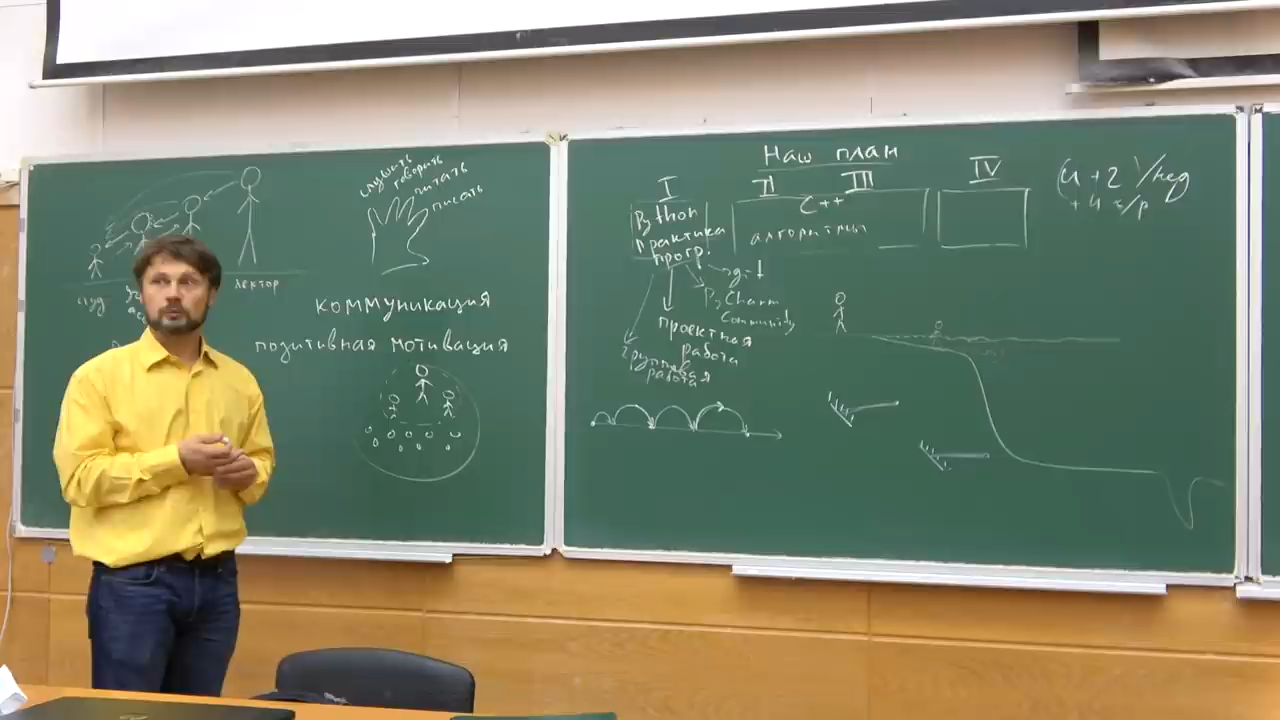 слушать
говорить
читать
писать
студ
лектор
коммуникация
позитивная мотивация
Наш план
I
II
III
IV
Python
практика
прогр.
C++
алгоритмы
git
PyCharm
Community
проектная
работа
групповая
работа
(4 + 2)/нед